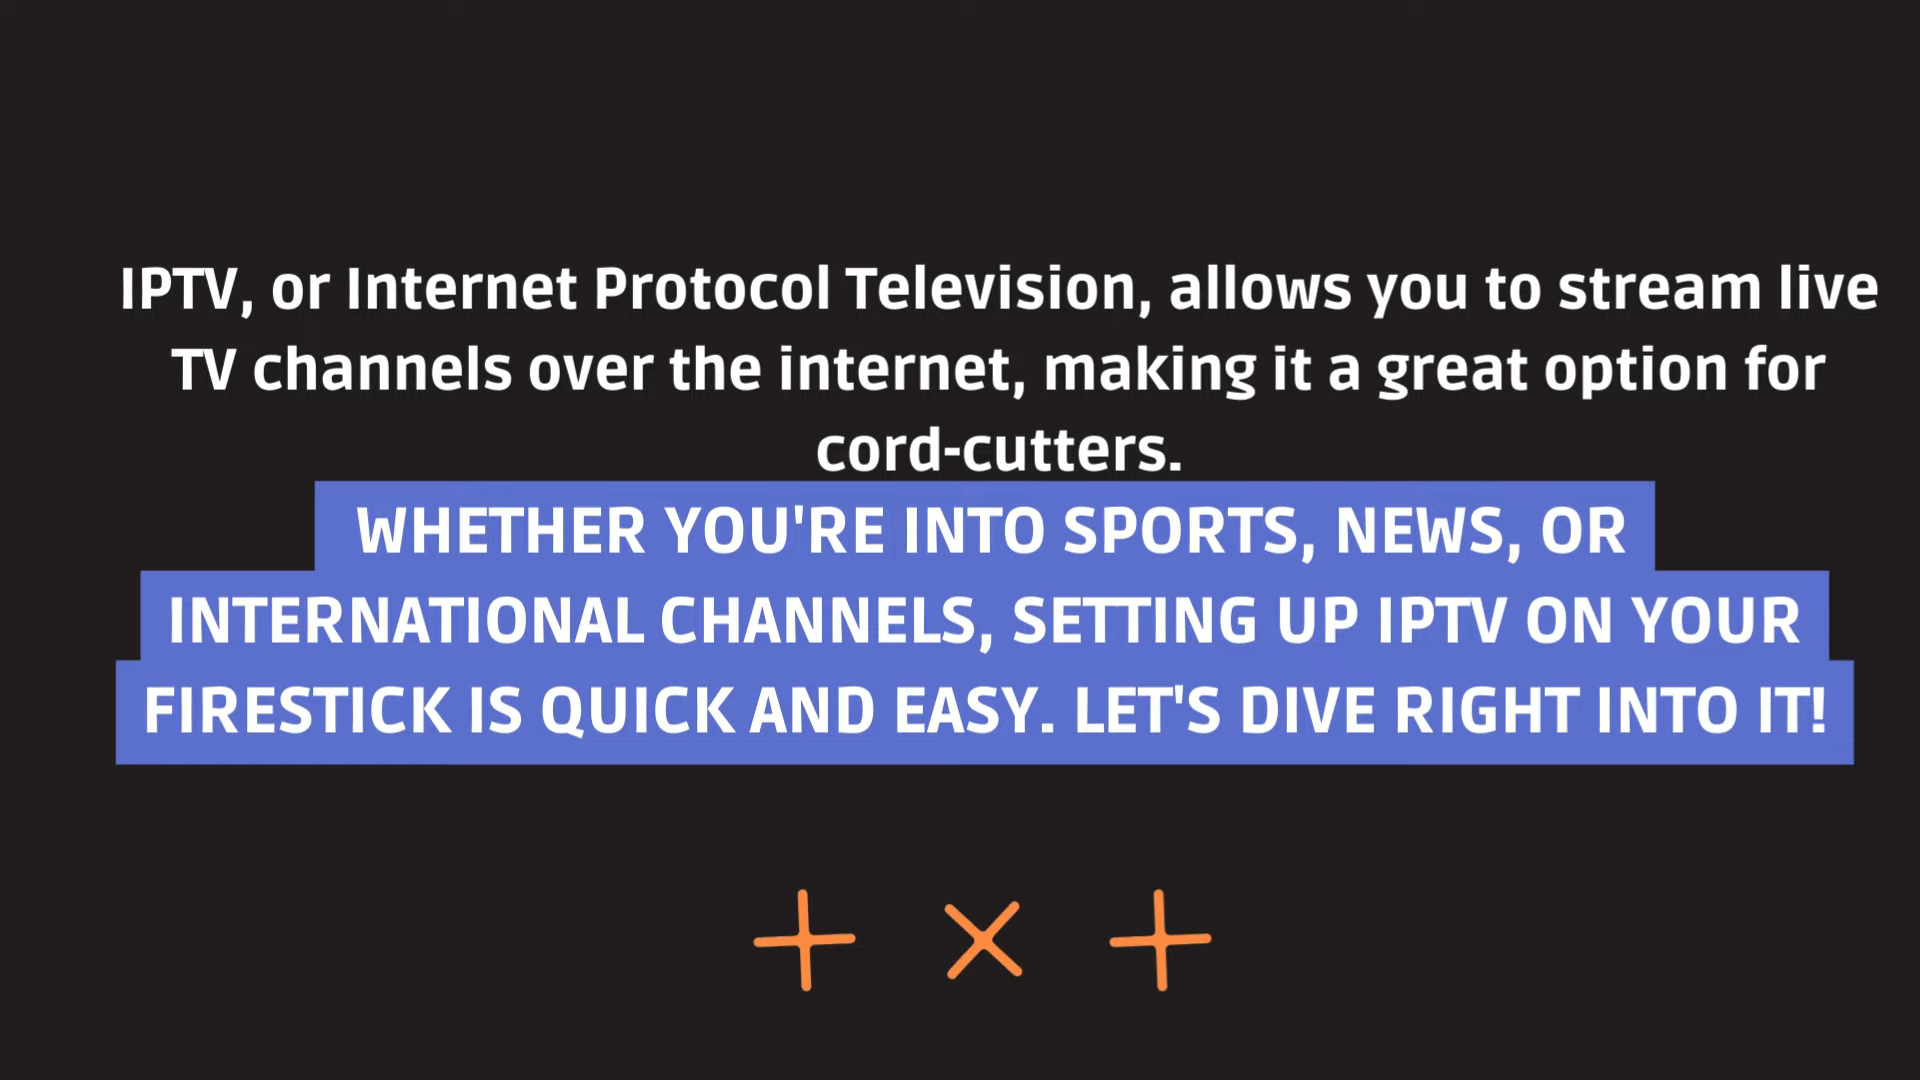 IPTV, or Internet Protocol Television, allows you to stream live
TV channels over the internet, making it a great option for
cord-cutters.
WHETHER YOU'RE INTO SPORTS, NEWS, OR
INTERNATIONAL CHANNELS, SETTING UP IPTV ON YOUR
FIRESTICK IS QUICK AND EASY. LET'S DIVE RIGHT INTO IT!